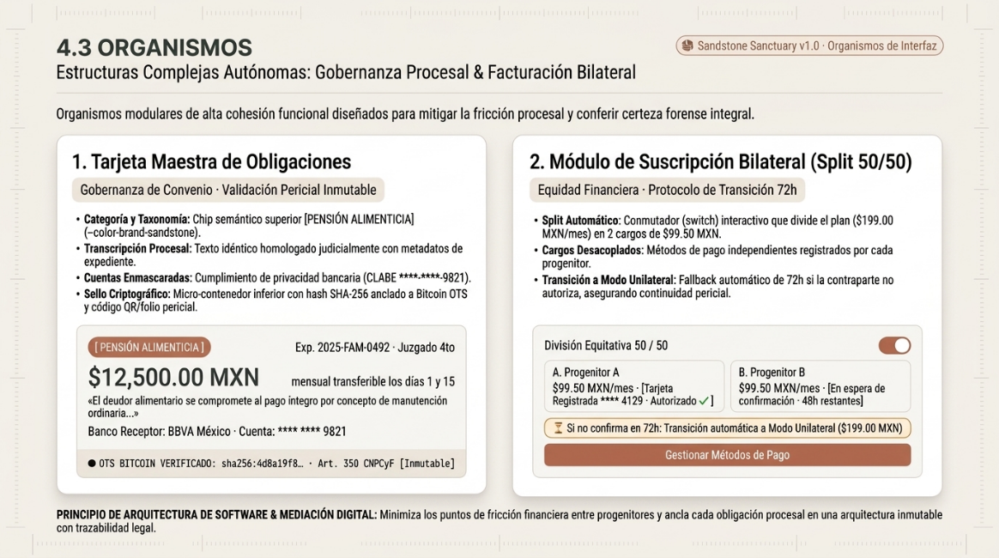 4.3 ORGANISMOS
Sandstone Sanctuary v1.0 · Organismos de Interfaz
Estructuras Complejas Autónomas: Gobernanza Procesal & Facturación Bilateral
Organismos modulares de alta cohesión funcional diseñados para mitigar la fricción procesal y conferir certeza forense integral.
1. Tarjeta Maestra de Obligaciones
Gobernanza de Convenio · Validación Pericial Inmutable
• Categoría y Taxonomía: Chip semántico superior [PENSIÓN ALIMENTICIA]
(–color-brand-sandstone).
• Transcripción Procesal: Texto idéntico homologado judicialmente con metadatos de
expediente.
• Cuentas Enmascaradas: Cumplimiento de privacidad bancaria (CLABE ****-****-9821).
• Sello Criptográfico: Micro-contenedor inferior con hash SHA-256 anclado a Bitcoin OTS
y código QR/folio pericial.
[ PENSIÓN ALIMENTICIA ]
Exp. 2025-FAM-0492 · Juzgado 4to
$12,500.00 MXN
mensual transferible los días 1 y 15
«El deudor alimentario se compromete al pago íntegro por concepto de manutención
ordinaria...»
Banco Receptor: BBVA México · Cuenta: **** **** 9821
● OTS BITCOIN VERIFICADO: sha256:4d8a19f8… · Art. 350 CNPCyF [Inmutable]
2. Módulo de Suscripción Bilateral (Split 50/50)
Equidad Financiera · Protocolo de Transición 72h
• Split Automático: Conmutador (switch) interactivo que divide el plan ($199.00
MXN/mes) en 2 cargos de $99.50 MXN.
• Cargos Desacoplados: Métodos de pago independientes registrados por cada
progenitor.
• Transición a Modo Unilateral: Fallback automático de 72h si la contraparte no
autoriza, asegurando continuidad pericial.
División Equitativa 50 / 50
A. Progenitor A
$99.50 MXN/mes · [Tarjeta
Registrada **** 4129 · Autorizado ✓]
B. Progenitor B
$99.50 MXN/mes · [En espera de
confirmación · 48h restantes]
⏳ Si no confirma en 72h: Transición automática a Modo Unilateral ($199.00 MXN)
Gestionar Métodos de Pago
PRINCIPIO DE ARQUITECTURA DE SOFTWARE & MEDIACIÓN DIGITAL: Minimiza los puntos de fricción financiera entre progenitores y ancla cada obligación procesal en una arquitectura inmutable
con trazabilidad legal.